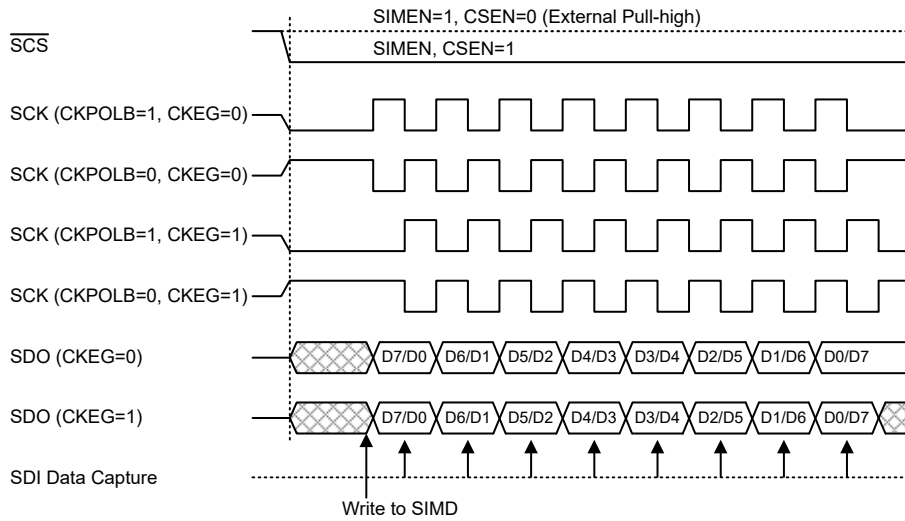 SIMEN=1, CSEN=0 (External Pull-high)
SCS
SIMEN, CSEN=1
SCK (CKPOLB=1, CKEG=0)
SCK (CKPOLB=0, CKEG=0)
SCK (CKPOLB=1, CKEG=1)
SCK (CKPOLB=0, CKEG=1)
SDO (CKEG=0) D7/D0 D6/D1 D5/D2 D4/D3 D3/D4 D2/D5 D1/D6 D0/D7
SDO (CKEG=1) D7/D0 D6/D1 D5/D2 D4/D3 D3/D4 D2/D5 D1/D6 D0/D7
SDI Data Capture
Write to SIMD